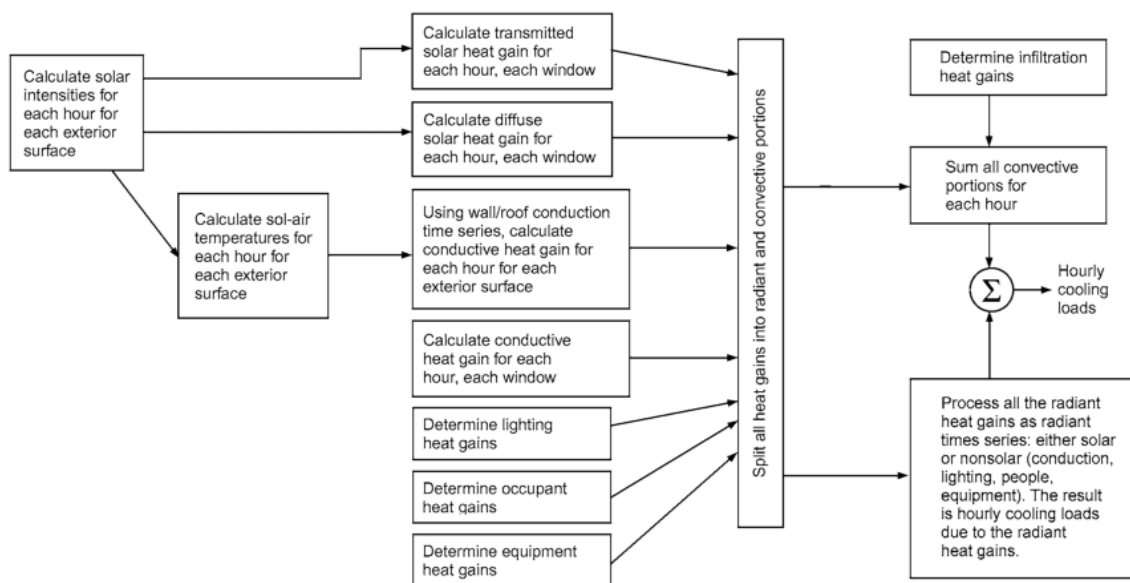 Calculate solar
intensities for
each hour for
each exterior
surface
Calculate transmitted
solar heat gain for
each hour, each window
Calculate diffuse
solar heat gain for
each hour, each window
Calculate sol-air
temperatures for
each hour for
each exterior
surface
Using wall/roof conduction
time series, calculate
conductive heat gain for
each hour for each
exterior surface
Calculate conductive
heat gain for each
hour, each window
Determine lighting
heat gains
Determine occupant
heat gains
Determine equipment
heat gains
Split all heat gains into radiant and convective portions
Determine infiltration
heat gains
Sum all convective
portions for
each hour
Σ
Hourly
cooling
loads
Process all the radiant
heat gains as radiant
times series: either solar
or nonsolar (conduction,
lighting, people,
equipment). The result
is hourly cooling loads
due to the radiant
heat gains.